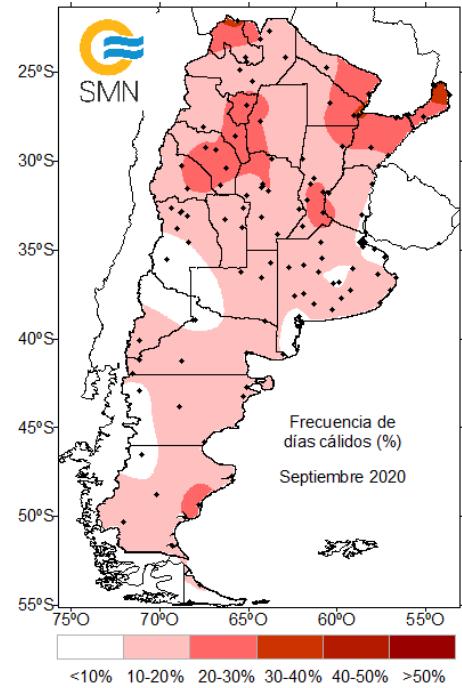 SMN
25ºS
30ºS
35ºS
40ºS
45ºS
50ºS
55ºS
Frecuencia de
días cálidos (%)
Septiembre 2020
75ºO 70ºO 65ºO 60ºO 55ºO
<10% 10-20% 20-30% 30-40% 40-50% >50%